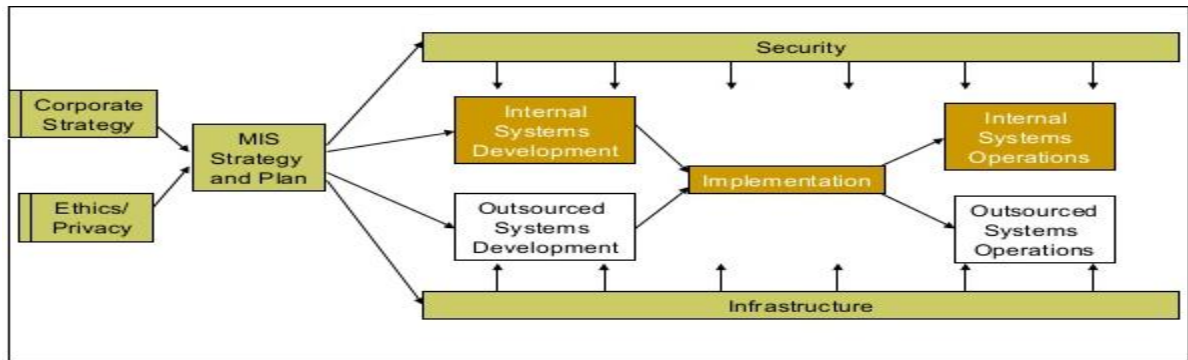 Security
Corporate
Strategy
MIS
Strategy
and Plan
Ethics/
Privacy
Internal
Systems
Development
Outsourced
Systems
Development
Implementation
Internal
Systems
Operations
Outsourced
Systems
Operations
Infrastructure